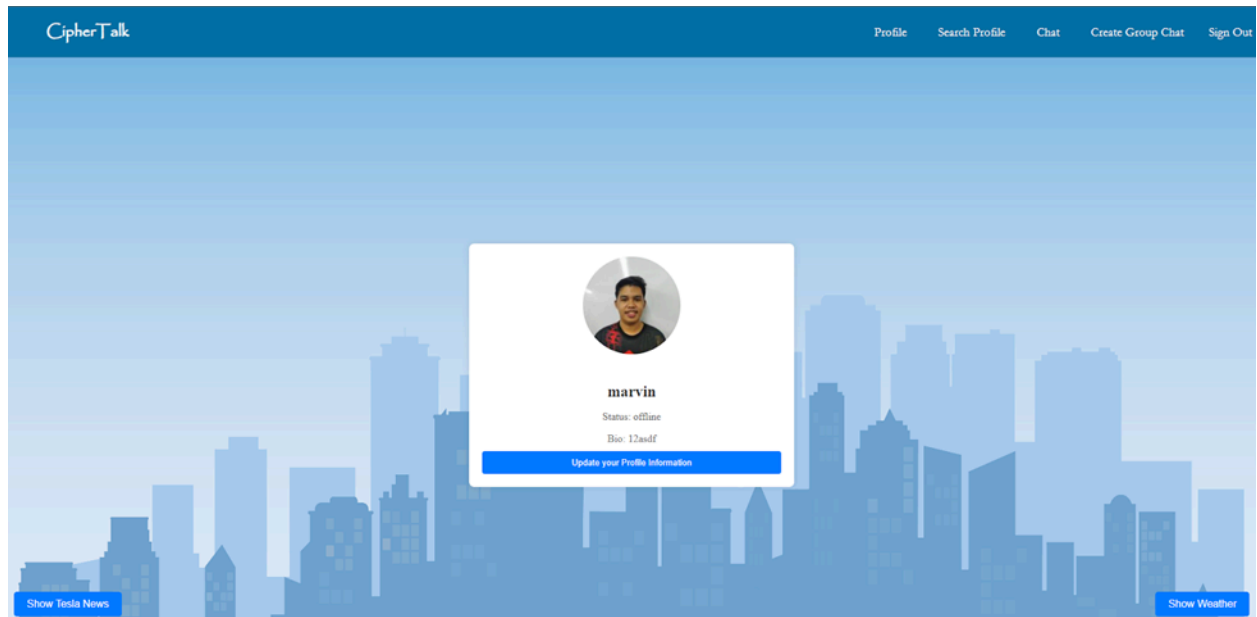 CipherTalk
Profile Search Profile Chat Create Group Chat Sign Out
marvin
Status: offline
Bio: 12asdf
Update your Profile Information
Show Tesla News Show Weather